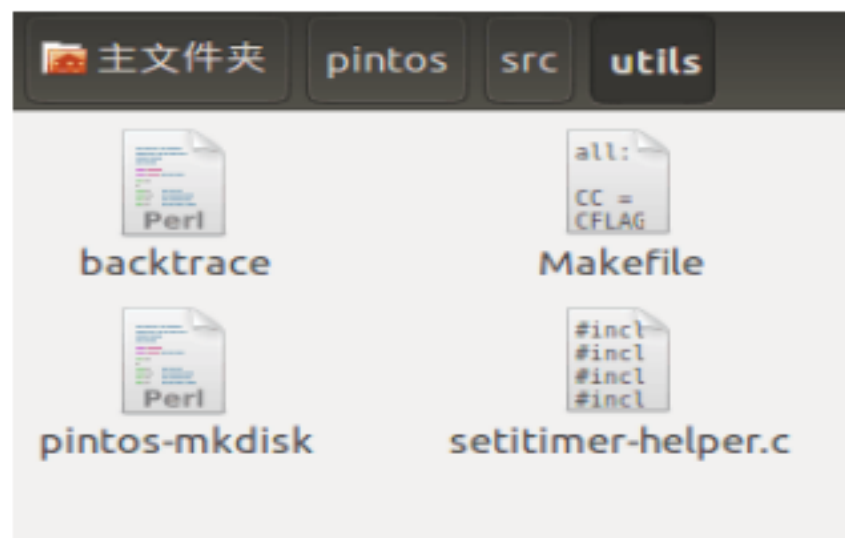 主文件夹 pintos src utils
Perl
all:
CC =
CFLAG
backtrace Makefile
Perl
#incl
#incl
#incl
#incl
pintos-mkdisk setitimer-helper.c